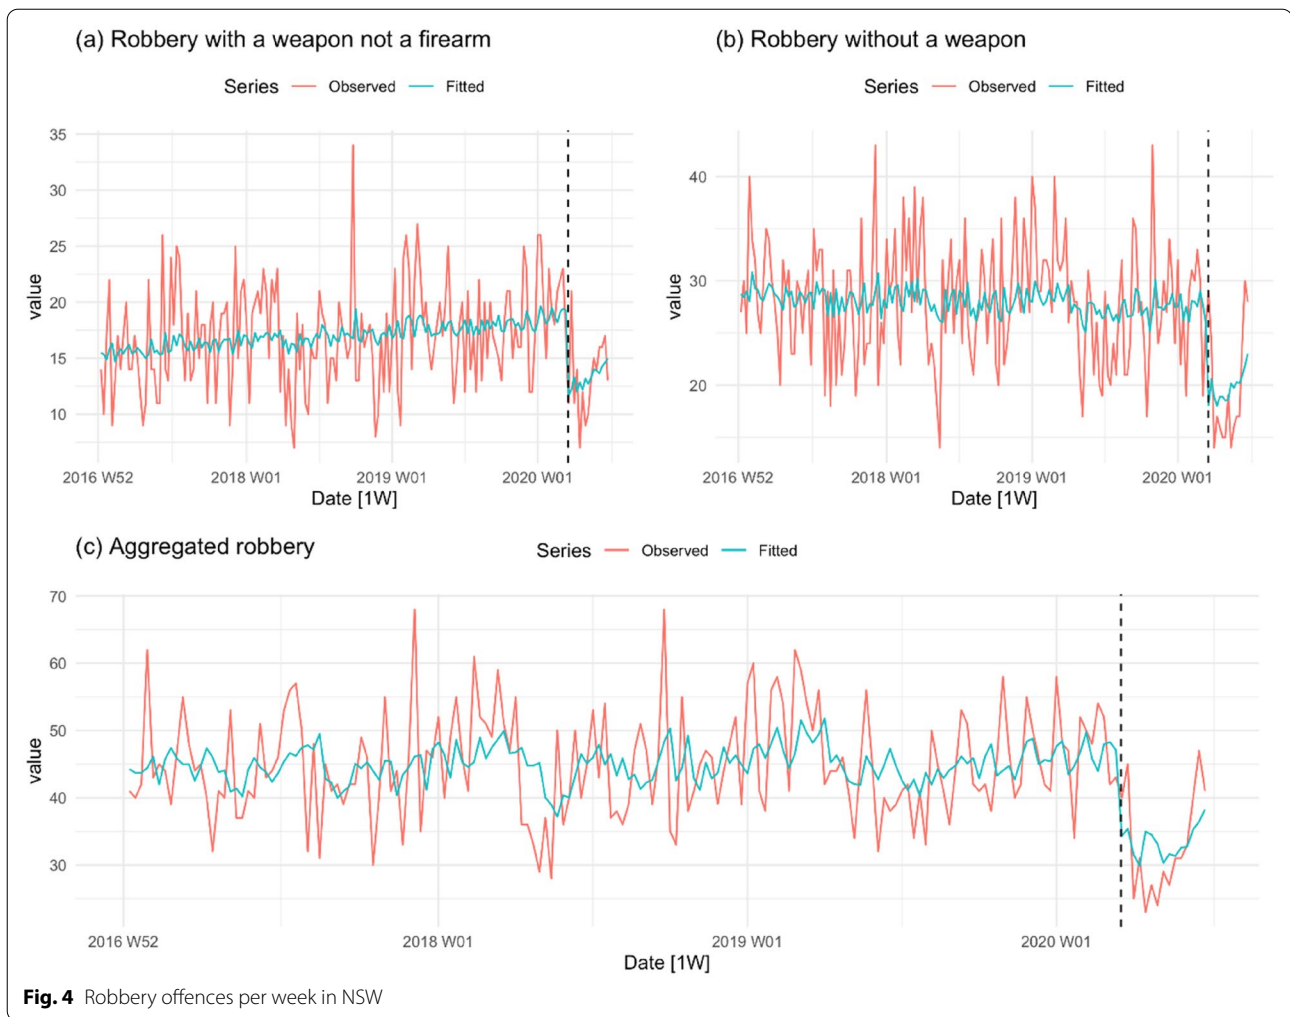 (a) Robbery with a weapon not a firearm
Series Observed Fitted
35
30
25
20
15
10
value
2016 W52 2018 W01 2019 W01 2020 W01
Date [1W]
(b) Robbery without a weapon
Series Observed Fitted
40
30
20
value
2016 W52 2018 W01 2019 W01 2020 W01
Date [1W]
(c) Aggregated robbery
Series Observed Fitted
70
60
50
40
30
value
2016 W52 2018 W01 2019 W01 2020 W01
Date [1W]
Fig. 4 Robbery offences per week in NSW